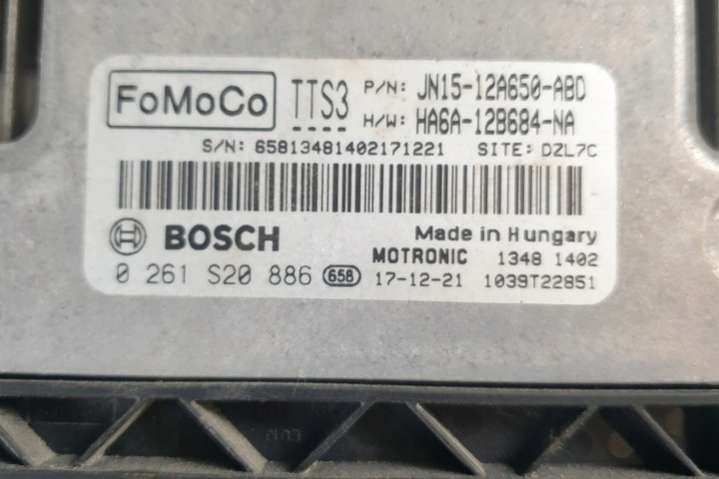 FoMoCo TTS3 P/N: JN15-12A650-ABD
H/W: HA6A-12B684-NA
S/N: 65813481402171221 SITE: DZL7C
BOSCH Made in Hungary
MOTRONIC 1348 1402
0 261 S20 886 658 17-12-21 1039T22851